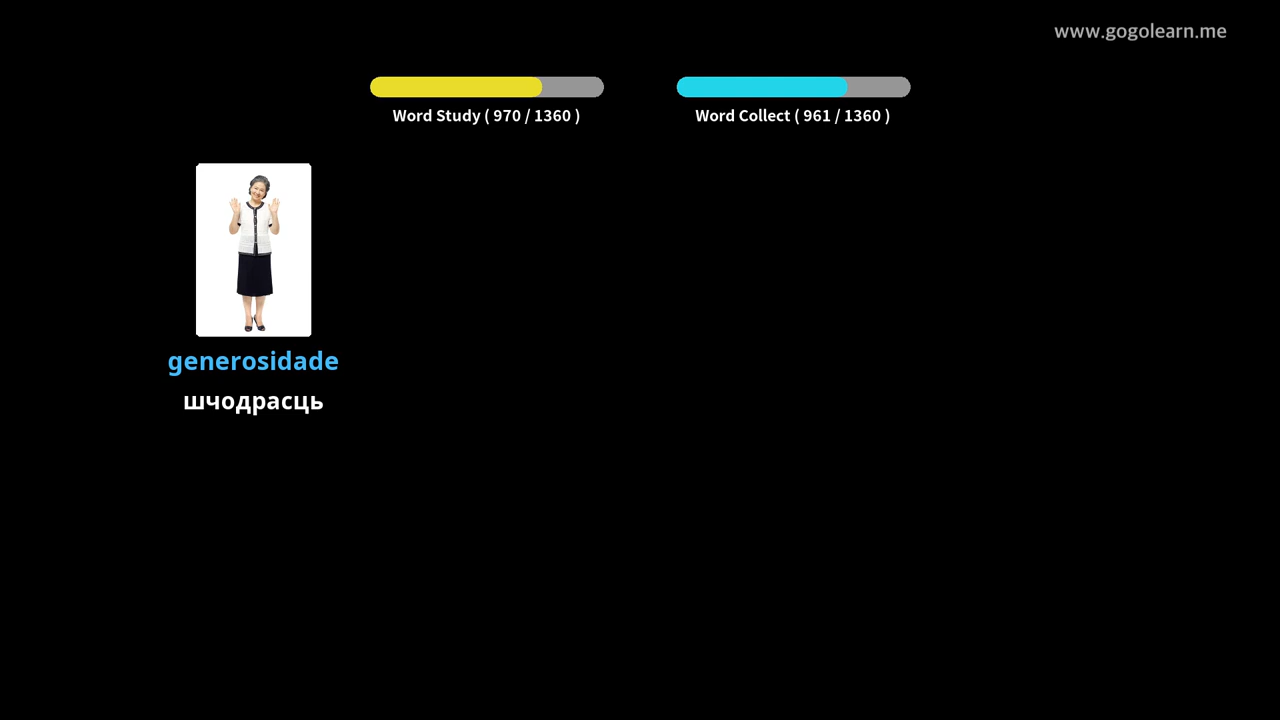 www.gogolearn.me
Word Study ( 970 / 1360 )
Word Collect ( 961 / 1360 )
generosidade
шчодрасць